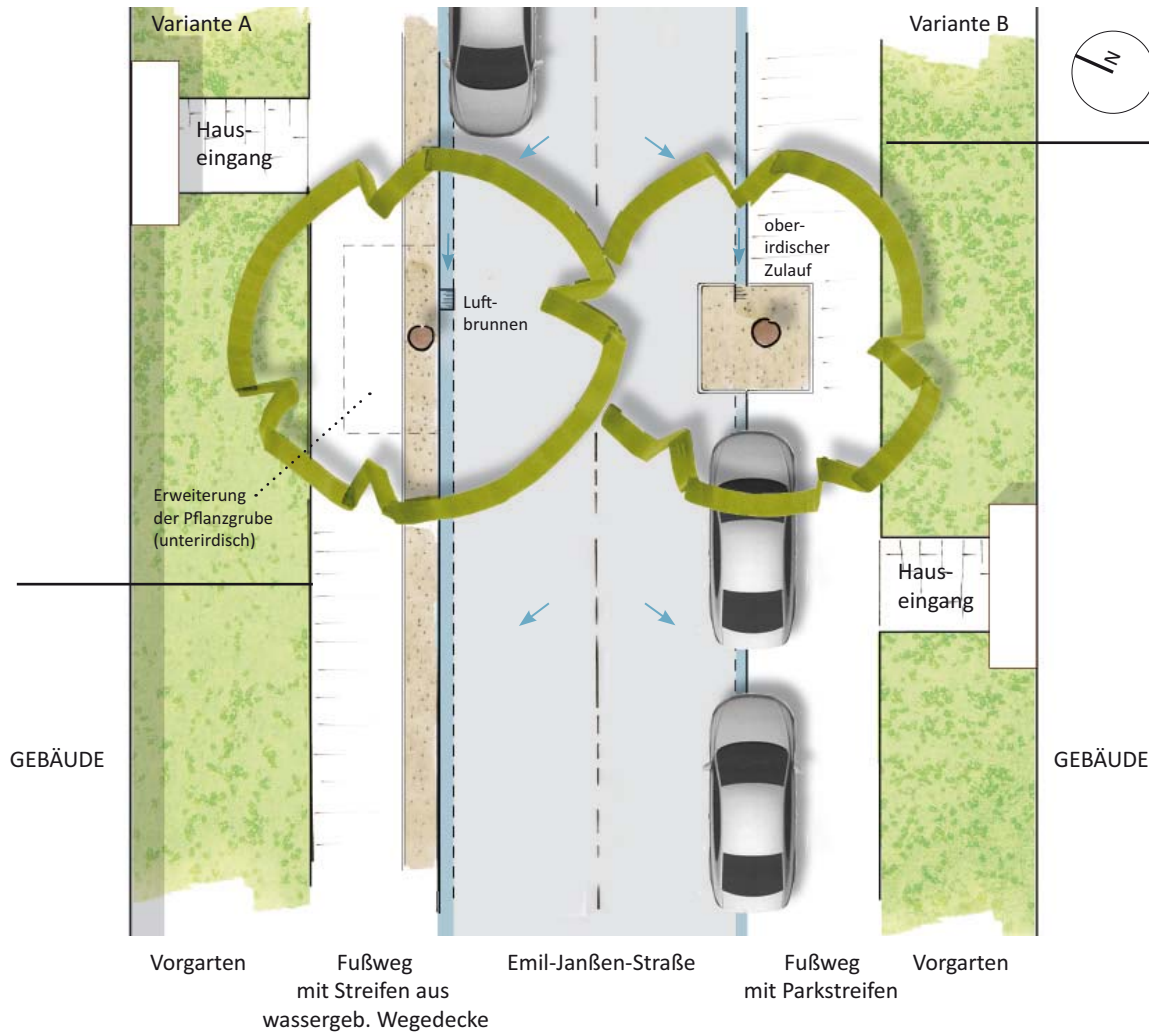 Variante A
Variante B
N
Haus-
eingang
ober-
irdischer
Zulauf
Luft-
brunnen
Erweiterung
der Pflanzgrube
(unterirdisch)
Haus-
eingang
GEBÄUDE
GEBÄUDE
Vorgarten
Fußweg
mit Streifen aus
wassergeb. Wegedecke
Emil-Janßen-Straße
Fußweg
mit Parkstreifen
Vorgarten